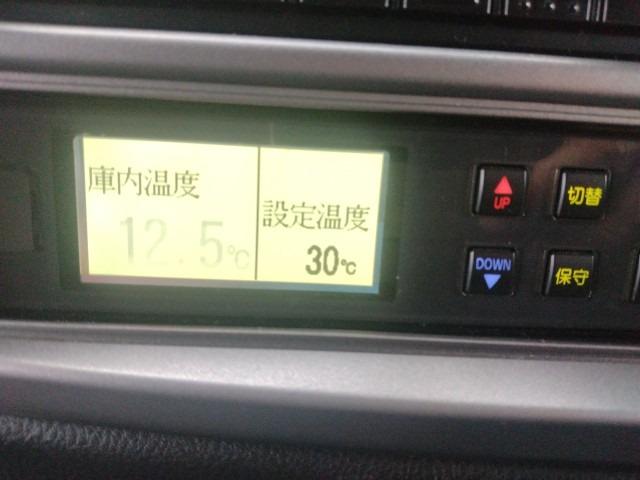 庫内温度
12.5℃
設定温度
30℃
UP
切替
DOWN
保守